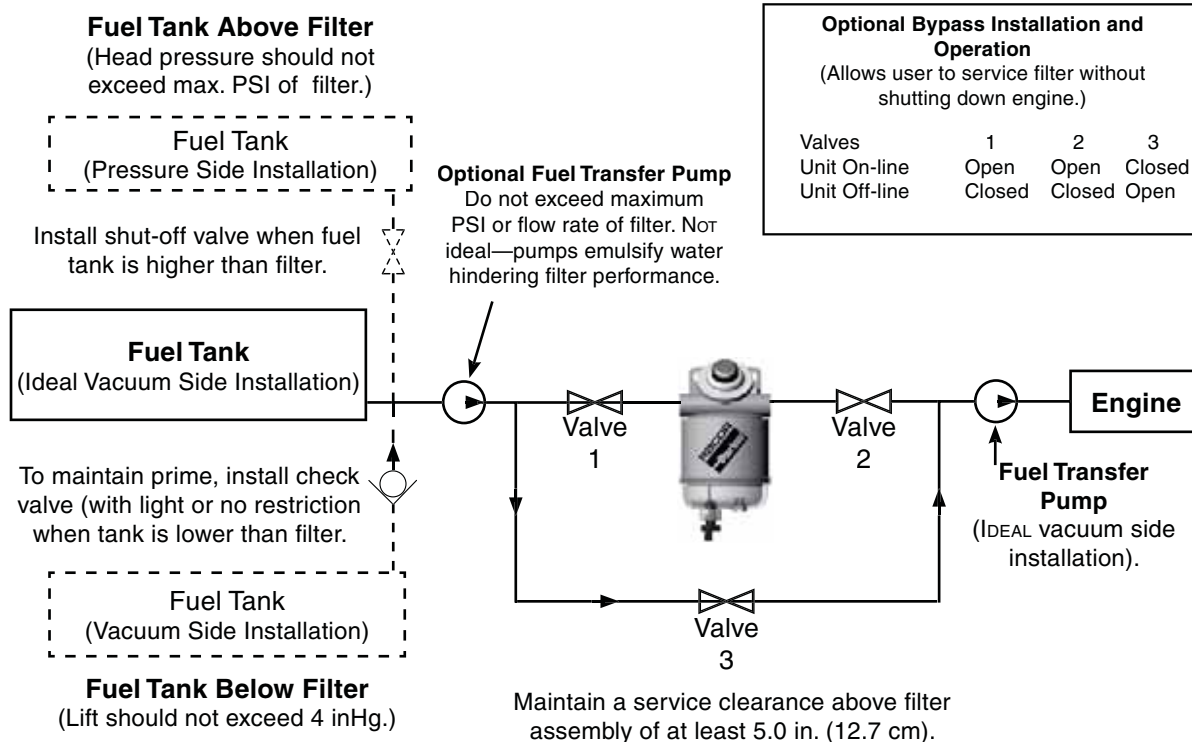 Fuel Tank Above Filter
(Head pressure should not
exceed max. PSI of filter.)
Fuel Tank
(Pressure Side Installation)
Install shut-off valve when fuel
tank is higher than filter.
Fuel Tank
(Ideal Vacuum Side Installation)
To maintain prime, install check
valve (with light or no restriction
when tank is lower than filter.
Fuel Tank
(Vacuum Side Installation)
Fuel Tank Below Filter
(Lift should not exceed 4 inHg.)
Optional Fuel Transfer Pump
Do not exceed maximum
PSI or flow rate of filter. NOT
ideal—pumps emulsify water
hindering filter performance.
Optional Bypass Installation and
Operation
(Allows user to service filter without
shutting down engine.)
Valves 1 2 3
Unit On-line Open Open Closed
Unit Off-line Closed Closed Open
Valve
1
RACOR
Valve
2
Valve
3
Engine
Fuel Transfer
Pump
(IDEAL vacuum side
installation).
Maintain a service clearance above filter
assembly of at least 5.0 in. (12.7 cm).